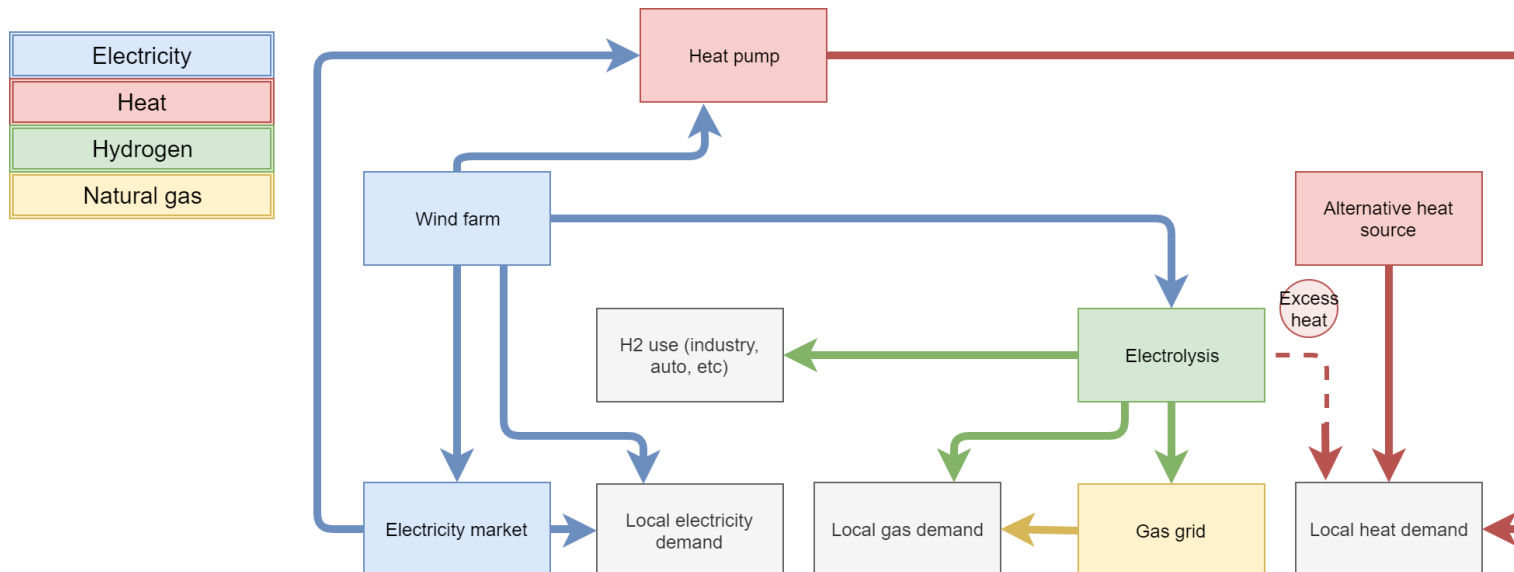 Electricity
Heat
Hydrogen
Natural gas
Heat pump
Wind farm
Alternative heat
source
Excess
heat
H2 use (industry,
auto, etc)
Electrolysis
Electricity market
Local electricity
demand
Local gas demand
Gas grid
Local heat demand